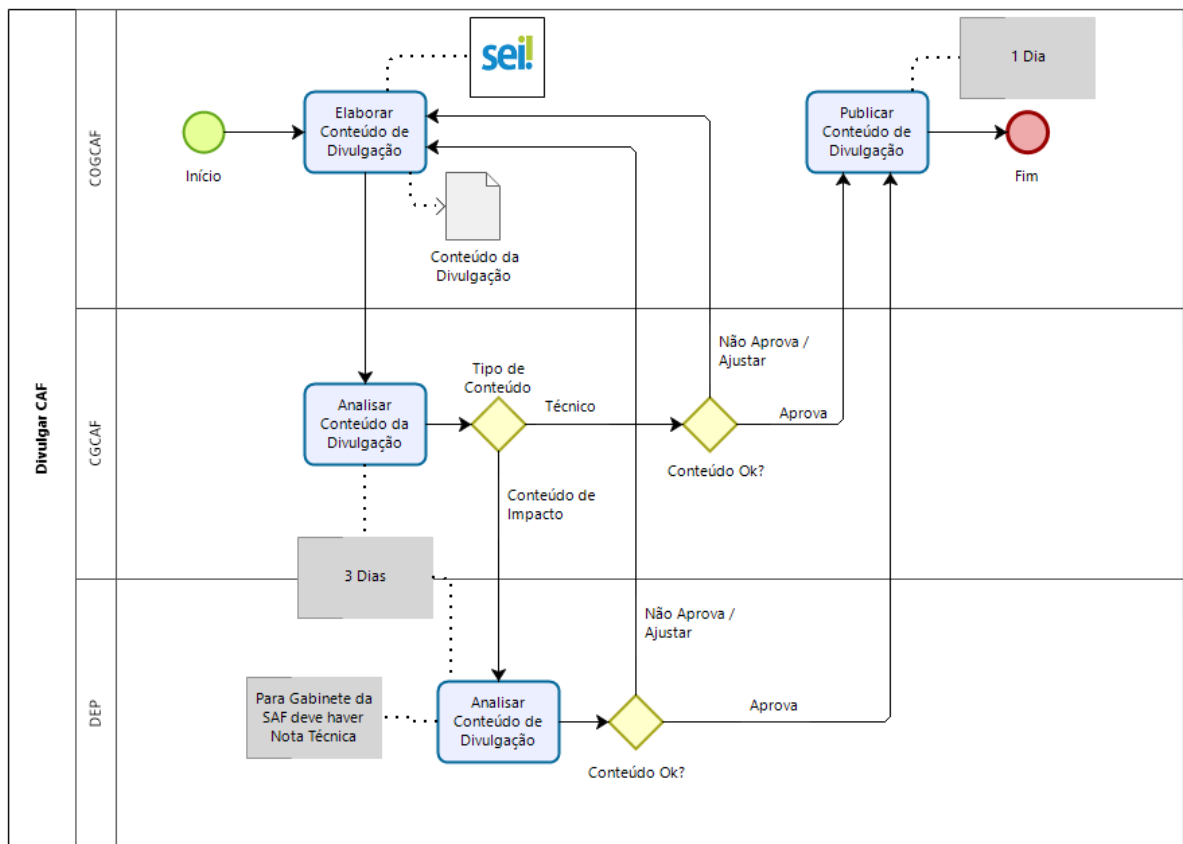 Divulgar CAF
COGCAF
Início
Elaborar
Conteúdo de
Divulgação
sei!
Conteúdo da
Divulgação
Publicar
Conteúdo de
Divulgação
1 Dia
Fim
CGCAF
Analisar
Conteúdo da
Divulgação
Tipo de
Conteúdo
Técnico
Não Aprova /
Ajustar
Aprova
Conteúdo Ok?
Conteúdo de
Impacto
3 Dias
DEP
Para Gabinete da
SAF deve haver
Nota Técnica
Analisar
Conteúdo de
Divulgação
Não Aprova /
Ajustar
Aprova
Conteúdo Ok?